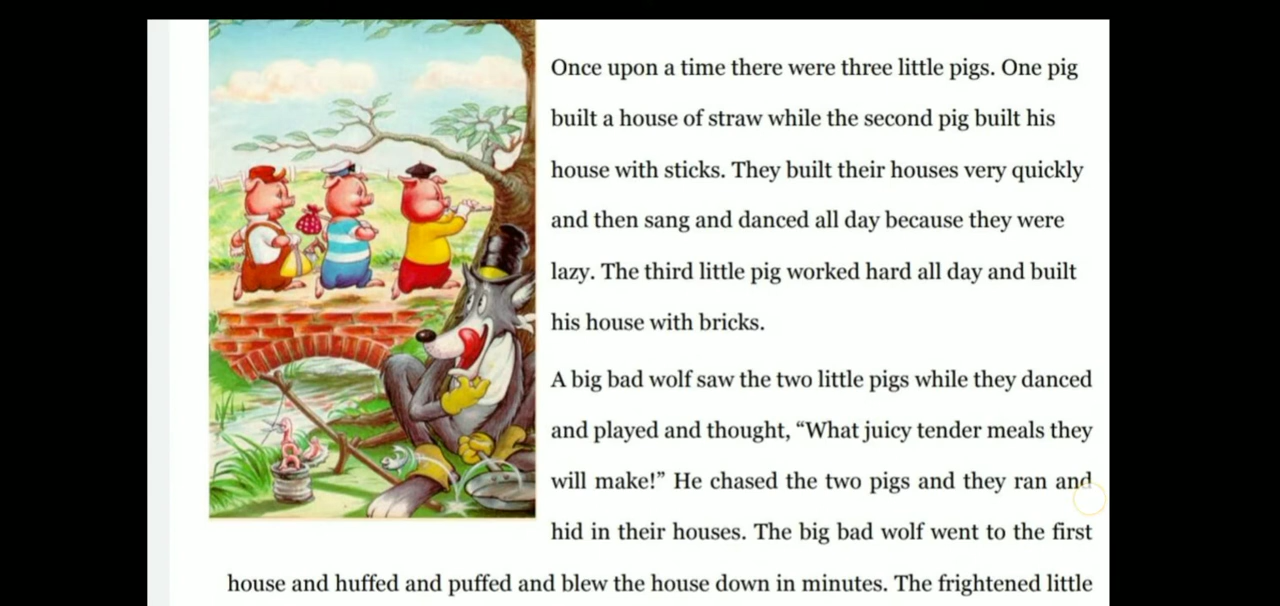 Once upon a time there were three little pigs. One pig
built a house of straw while the second pig built his
house with sticks. They built their houses very quickly
and then sang and danced all day because they were
lazy. The third little pig worked hard all day and built
his house with bricks.
A big bad wolf saw the two little pigs while they danced
and played and thought, “What juicy tender meals they
will make!” He chased the two pigs and they ran and
hid in their houses. The big bad wolf went to the first
house and huffed and puffed and blew the house down in minutes. The frightened little